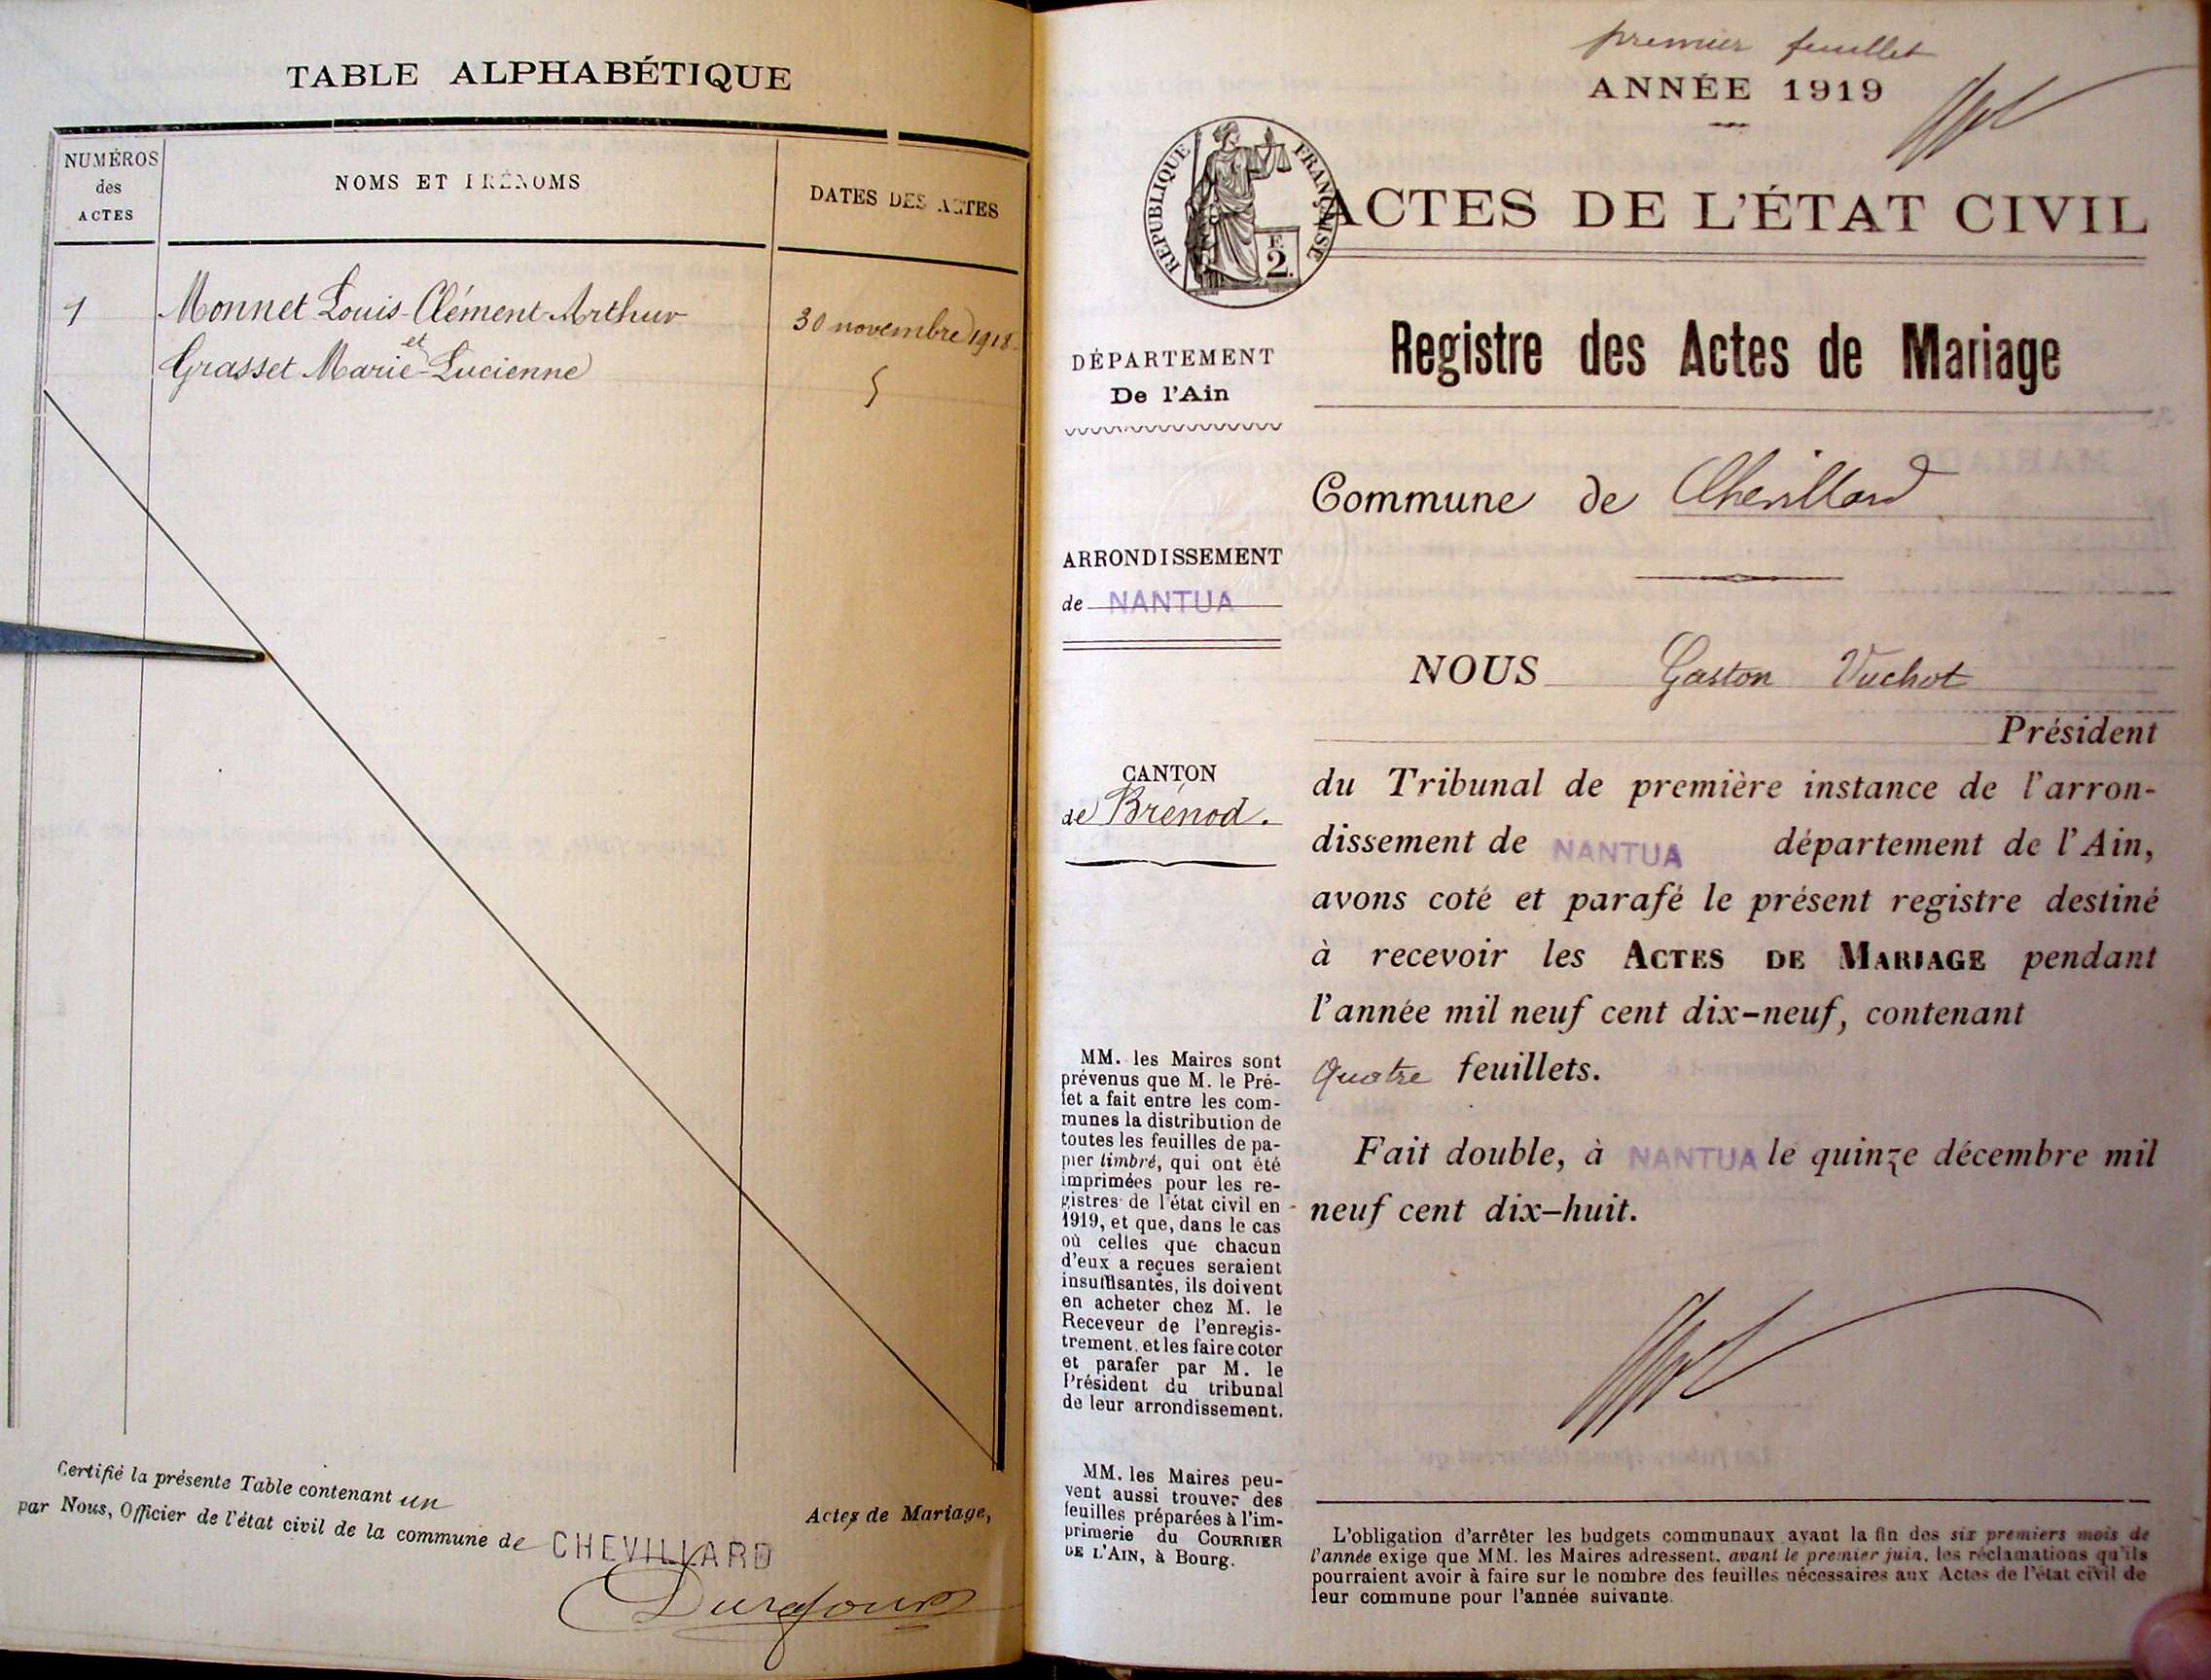 TABLE ALPHABÉTIQUE
NUMÉROS
des
ACTES
NOMS ET PRÉNOMS
DATES DES ACTES
1
Monnet Louis-Clément-Arthur
et
Grasset Marie-Lucienne
30 novembre 1918
Certifié la présente Table contenant un
Actes de Mariage,
par Nous, Officier de l'état civil de la commune de CHEVILLARD
premier feuillet
ANNÉE 1919
RÉPUBLIQUE FRANÇAISE
F.
2.
ACTES DE L'ÉTAT CIVIL
Registre des Actes de Mariage
DÉPARTEMENT
De l'Ain
Commune de Chevillard
ARRONDISSEMENT
de NANTUA
NOUS Gaston Vuchot
Président
CANTON
de Brénod.
du Tribunal de première instance de l'arron-
dissement de NANTUA département de l'Ain,
avons coté et parafé le présent registre destiné
à recevoir les ACTES DE MARIAGE pendant
l'année mil neuf cent dix-neuf, contenant
Quatre feuillets.
Fait double, à NANTUA le quinze décembre mil
neuf cent dix-huit.
MM. les Maires sont
prévenus que M. le Pré-
fet a fait entre les com-
munes la distribution de
toutes les feuilles de pa-
pier timbré, qui ont été
imprimées pour les re-
gistres de l'état civil en
1919, et que, dans le cas
où celles que chacun
d'eux a reçues seraient
insuffisantes, ils doivent
en acheter chez M. le
Receveur de l'enregis-
trement, et les faire coter
et parafer par M. le
Président du tribunal
de leur arrondissement.
MM. les Maires peu-
vent aussi trouver des
feuilles préparées à l'im-
primerie du COURRIER
DE L'AIN, à Bourg.
L'obligation d'arrêter les budgets communaux avant la fin des six premiers mois de
l'année exige que MM. les Maires adressent, avant le premier juin, les réclamations qu'ils
pourraient avoir à faire sur le nombre des feuilles nécessaires aux Actes de l'état civil de
leur commune pour l'année suivante.